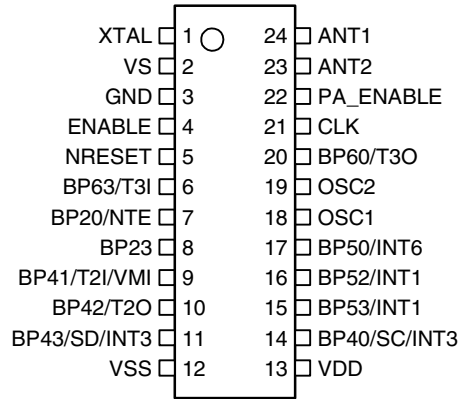 XTAL 1 24 ANT1
VS 2 23 ANT2
GND 3 22 PA_ENABLE
ENABLE 4 21 CLK
NRESET 5 20 BP60/T3O
BP63/T3I 6 19 OSC2
BP20/NTE 7 18 OSC1
BP23 8 17 BP50/INT6
BP41/T2I/VMI 9 16 BP52/INT1
BP42/T2O 10 15 BP53/INT1
BP43/SD/INT3 11 14 BP40/SC/INT3
VSS 12 13 VDD